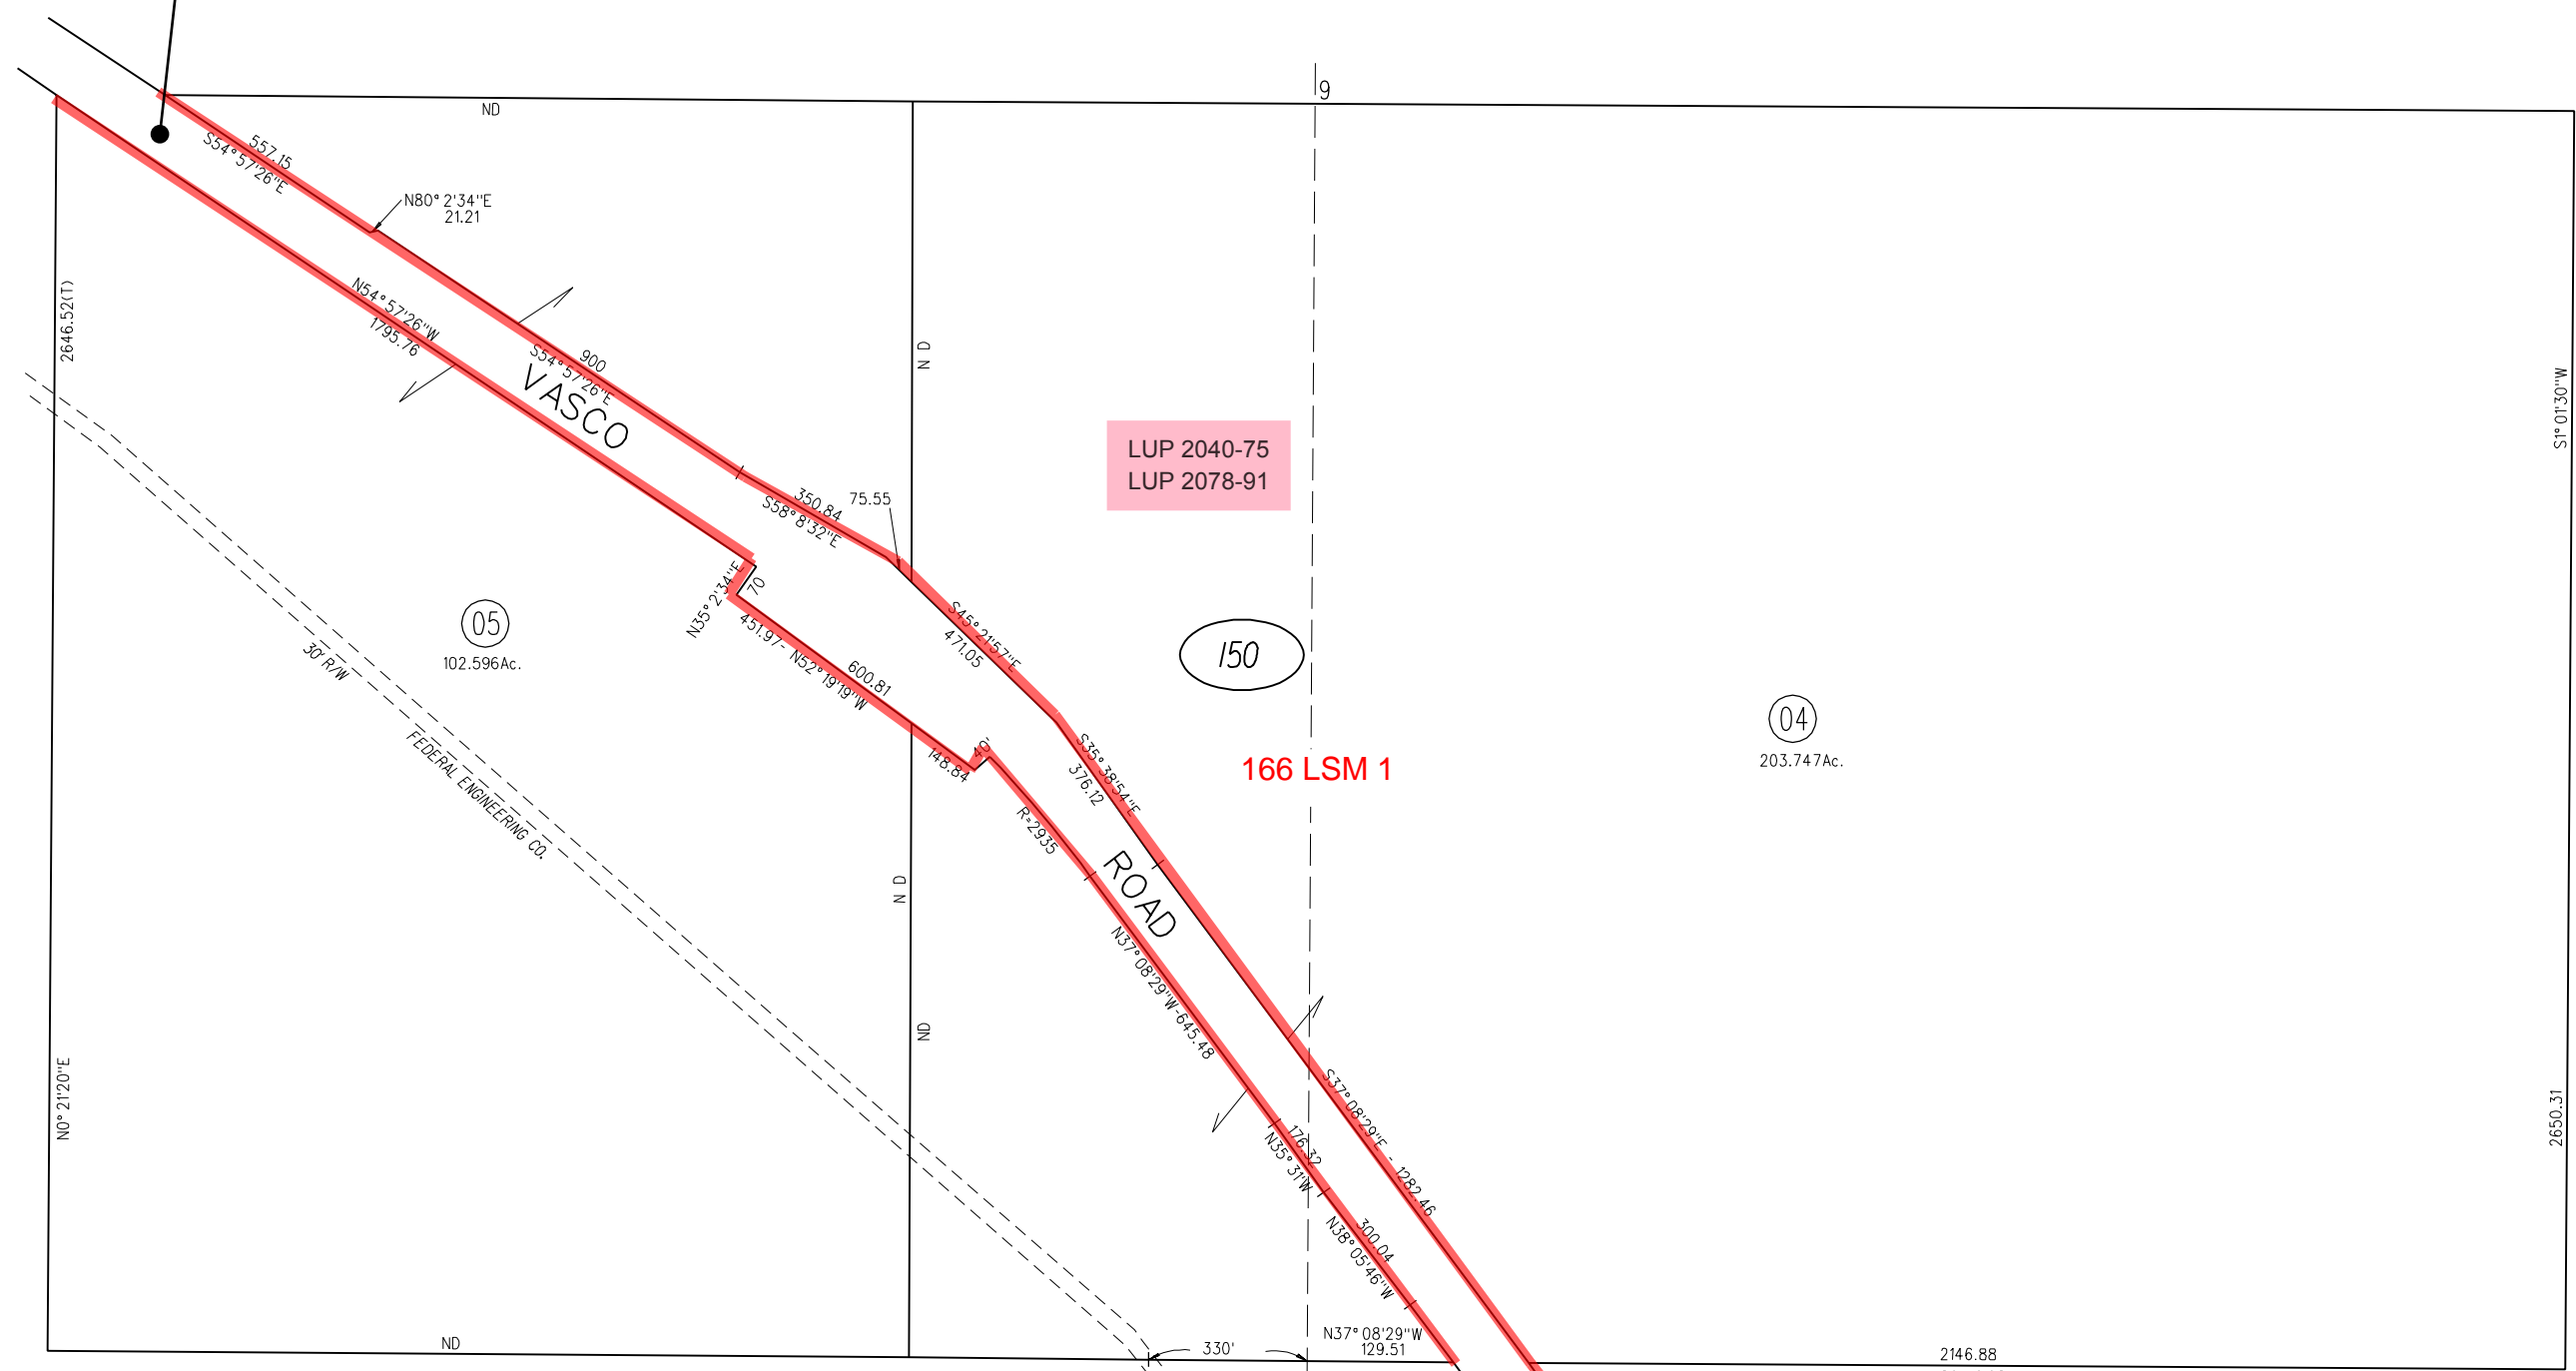 9
ND
557.15
S54°57'26"E
N80° 2'34"E
21.21
2646.52(T)
N54°57'26"W
1795.76
900
S54°57'26"E
VASCO
N D
S1° 01'30"W
LUP 2040-75
LUP 2078-91
350.84
S58° 8'32"E
75.55
N35° 2'34"E
70
05
102.596Ac.
451.97- N52° 19'19"W
600.81
S45° 21'57"E
471.05
150
04
203.747Ac.
30' R/W
FEDERAL ENGINEERING CO.
148.84
40
S35° 38'54"E
376.12
166 LSM 1
R=2935
ROAD
N D
ND
N37° 08'29"W-645.48
N0° 21'20"E
S37° 08'29"E - 1282.46
2650.31
176.32
N35° 31'W
300.04
N38° 05'46"W
ND
330'
N37° 08'29"W
129.51
2146.88